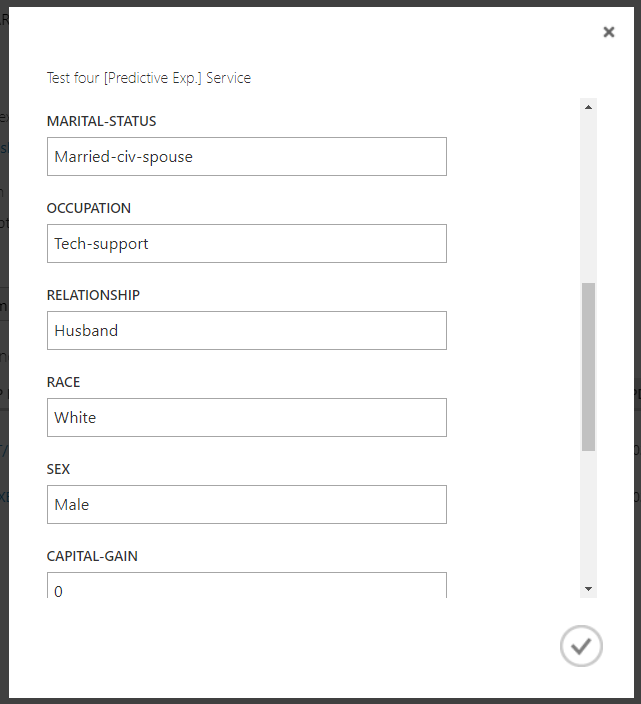 Test four [Predictive Exp.] Service
MARITAL-STATUS
Married-civ-spouse
OCCUPATION
Tech-support
RELATIONSHIP
Husband
RACE
White
SEX
Male
CAPITAL-GAIN
0